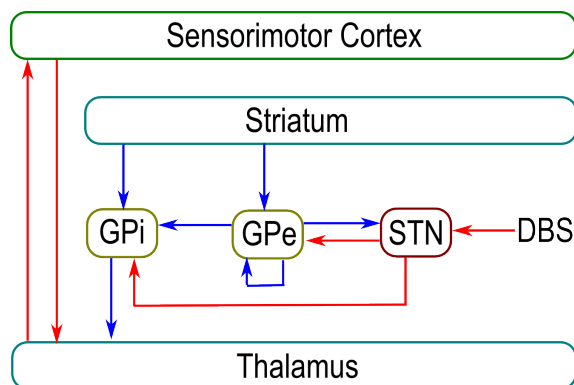 Sensorimotor Cortex
Striatum
GPi
GPe
STN
DBS
Thalamus